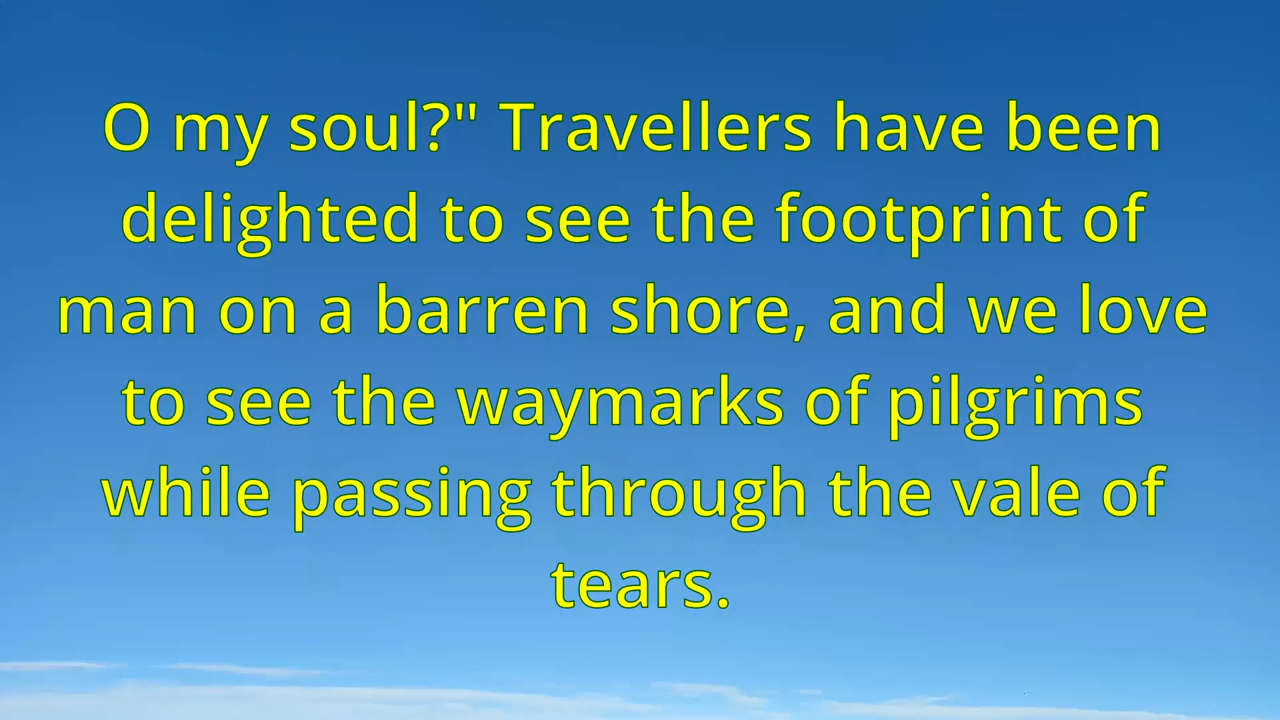 O my soul?" Travellers have been
delighted to see the footprint of
man on a barren shore, and we love
to see the waymarks of pilgrims
while passing through the vale of
tears.